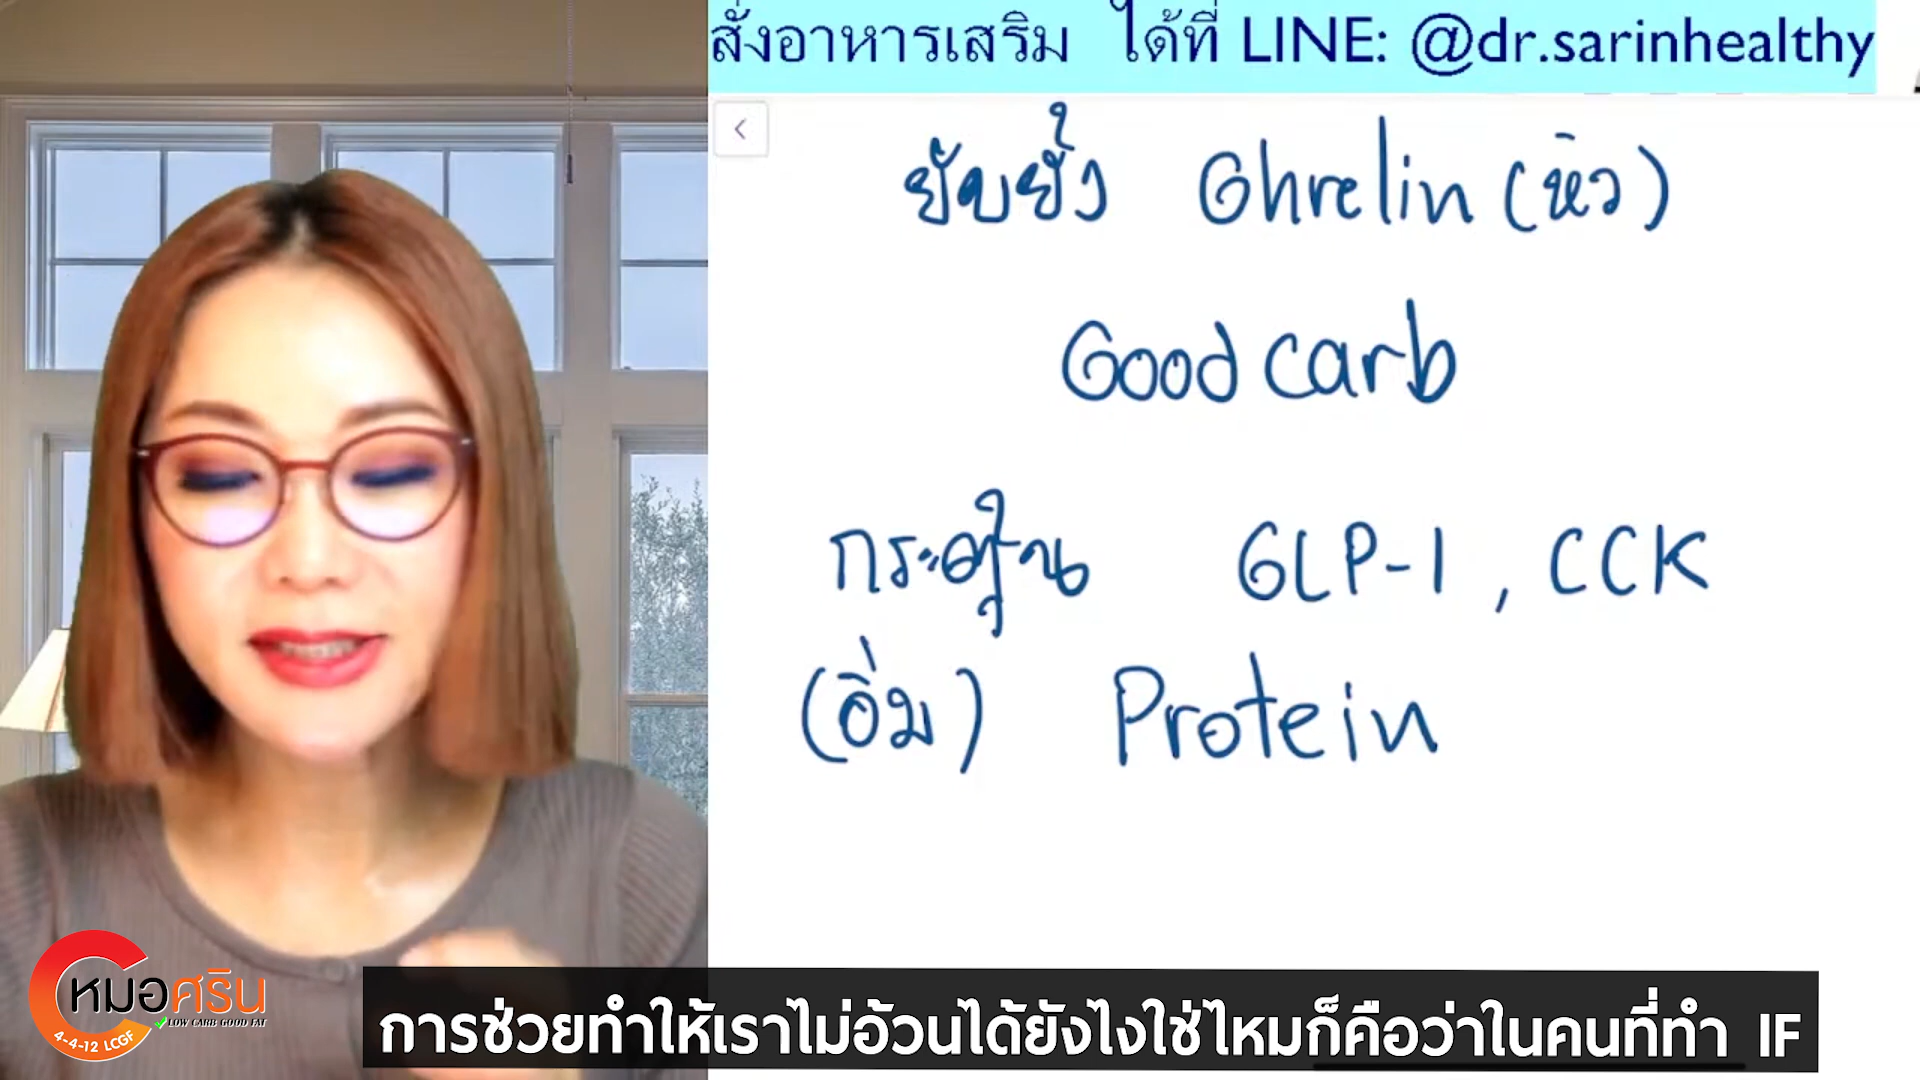 สั่งอาหารเสริม ได้ที่ LINE: @dr.sarinhealthy
ยับยั้ง Ghrelin (หิว)
Good carb
กระตุ้น GLP-1, CCK
(อิ่ม) Protein
หมอศริน
LOW CARB GOOD FAT
4-4-12 LCGF
การช่วยทำให้เราไม่อ้วนได้ยังไงใช่ไหมก็คือว่าในคนที่ทำ IF